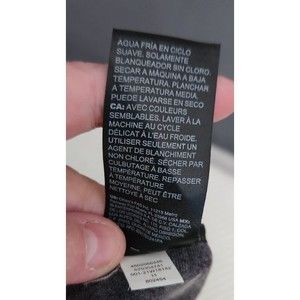 AGUA FRÍA EN CICLO
SUAVE. SOLAMENTE
BLANQUEADOR SIN CLORO.
SECAR A MÁQUINA A BAJA
TEMPERATURA. PLANCHAR
A TEMPERATURA MEDIA.
PUEDE LAVARSE EN SECO
CA: AVEC COULEURS
SEMBLABLES. LAVER À LA
MACHINE AU CYCLE
DÉLICAT À L'EAU FROIDE.
UTILISER SEULEMENT UN
AGENT DE BLANCHIMENT
NON CHLORÉ. SÉCHER PAR
CULBUTAGE À BASSE
TEMPÉRATURE. REPASSER
À TEMPÉRATURE
MOYENNE. PEUT ÊTRE
NETTOYÉ À SEC
802494